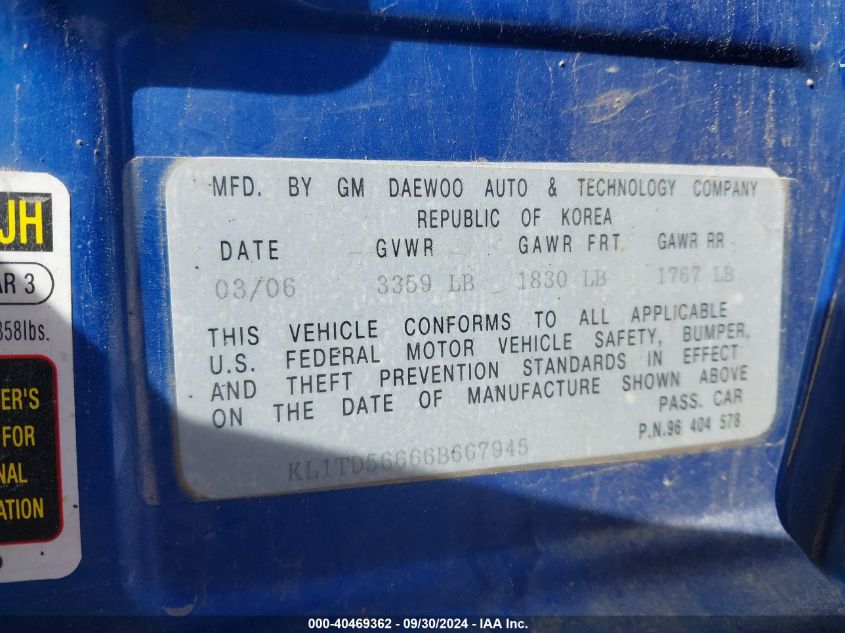 JH
AR 3
358lbs.
ER'S
FOR
NAL
ATION
MFD. BY GM DAEWOO AUTO & TECHNOLOGY COMPANY
REPUBLIC OF KOREA
DATE GVWR GAWR FRT. GAWR RR
03/06 3359 LB 1830 LB 1767 LB
THIS VEHICLE CONFORMS TO ALL APPLICABLE
U.S. FEDERAL MOTOR VEHICLE SAFETY, BUMPER,
AND THEFT PREVENTION STANDARDS IN EFFECT
ON THE DATE OF MANUFACTURE SHOWN ABOVE
PASS. CAR
P.N.96 404 578
KL1TD56666B667945
000-40469362 - 09/30/2024 - Copyright © 2024 IAA, Inc.